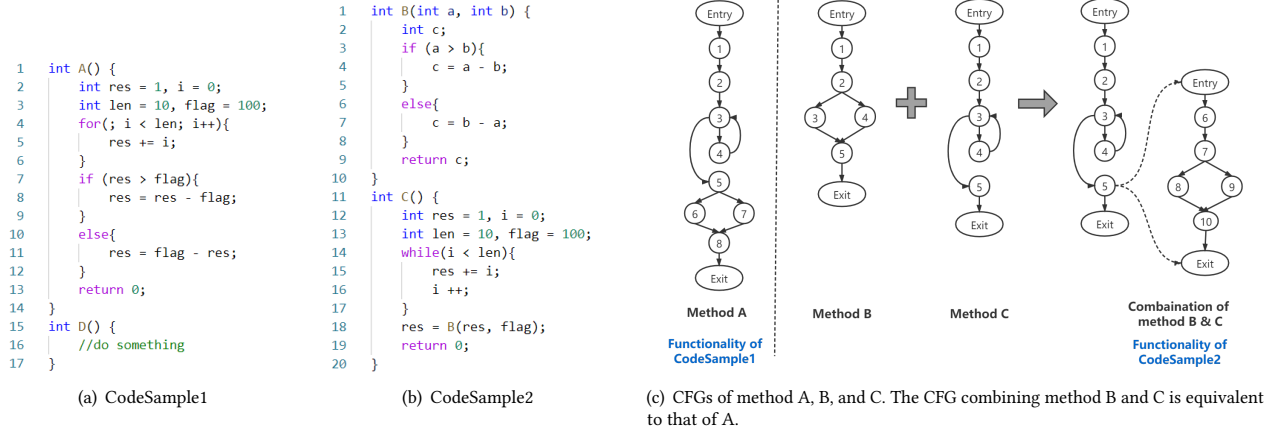 1 int A() {
2 int res = 1, i = 0;
3 int len = 10, flag = 100;
4 for(; i < len; i++){
5 res += i;
6 }
7 if (res > flag){
8 res = res - flag;
9 }
10 else{
11 res = flag - res;
12 }
13 return 0;
14 }
15 int D() {
16 //do something
17 }
(a) CodeSample1
1 int B(int a, int b) {
2 int c;
3 if (a > b){
4 c = a - b;
5 }
6 else{
7 c = b - a;
8 }
9 return c;
10 }
11 int C() {
12 int res = 1, i = 0;
13 int len = 10, flag = 100;
14 while(i < len){
15 res += i;
16 i ++;
17 }
18 res = B(res, flag);
19 return 0;
20 }
(b) CodeSample2
Entry
1
2
3
4
5
6 7
8
Exit
Method A
Functionality of
CodeSample1
Entry
1
2
3 4
5
Exit
Method B
Entry
1
2
3
4
5
Exit
Method C
Entry
1
2
3
4
5
Exit
Entry
6
7
8 9
10
Exit
Combaination of
method B & C
Functionality of
CodeSample2
(c) CFGs of method A, B, and C. The CFG combining method B and C is equivalent
to that of A.